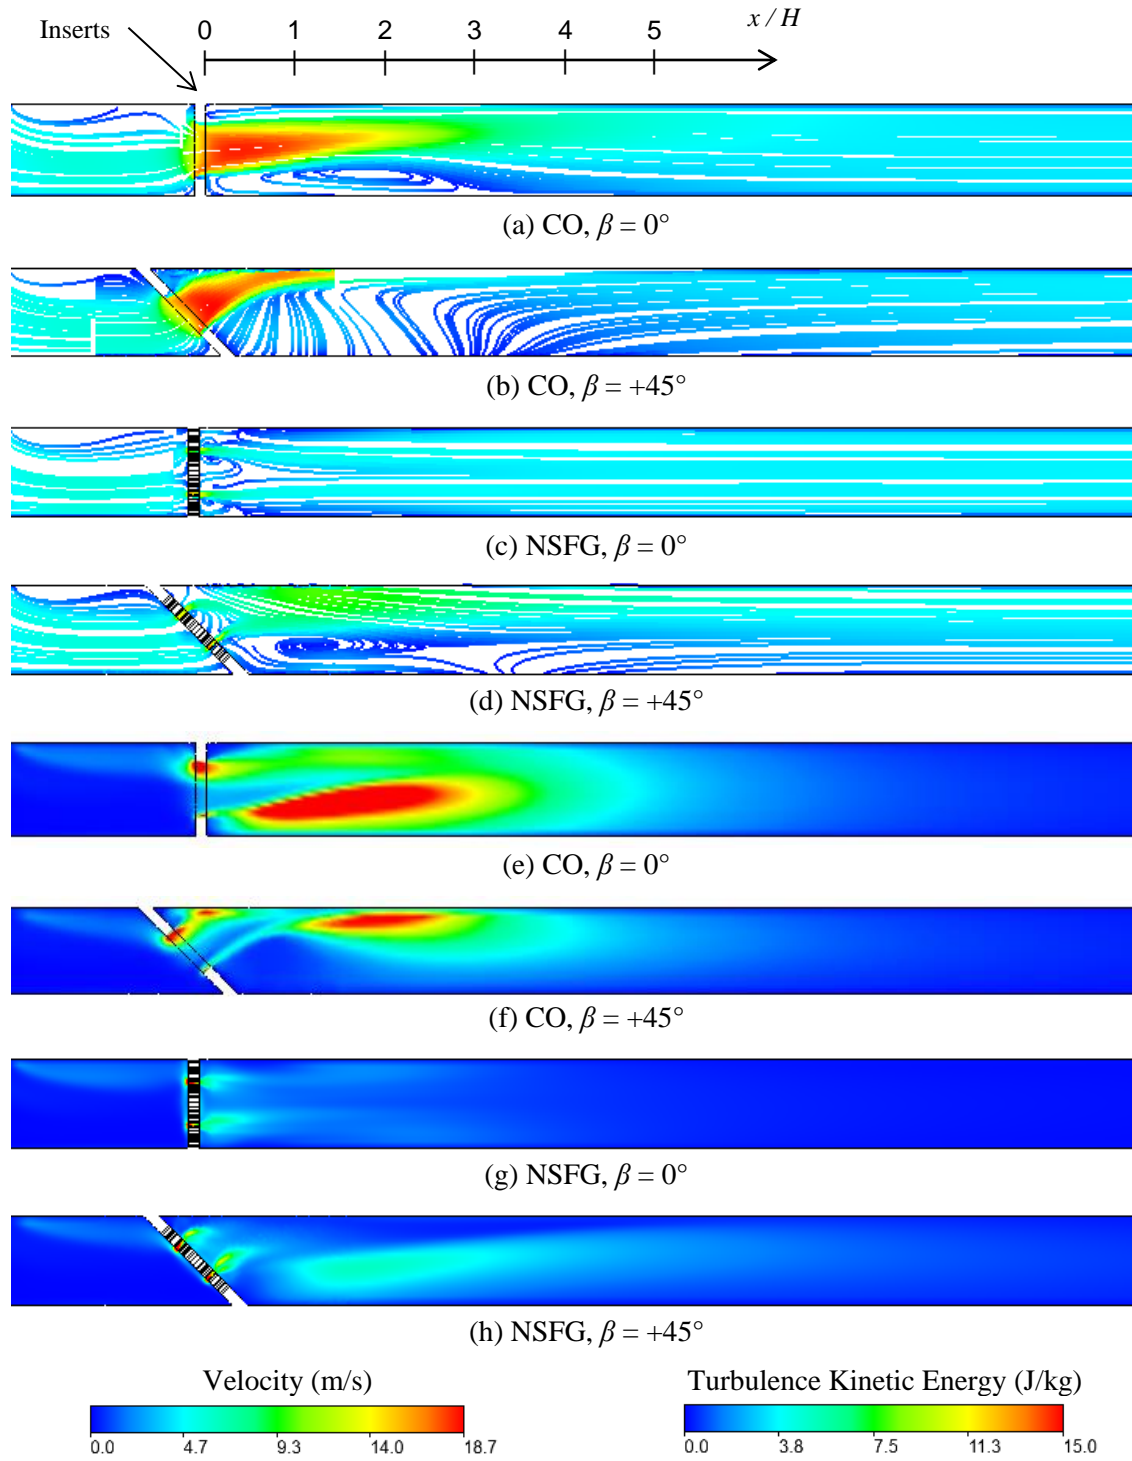 Inserts
0 1 2 3 4 5 x / H
(a) CO, β = 0°
(b) CO, β = +45°
(c) NSFG, β = 0°
(d) NSFG, β = +45°
(e) CO, β = 0°
(f) CO, β = +45°
(g) NSFG, β = 0°
(h) NSFG, β = +45°
Velocity (m/s)
0.0 4.7 9.3 14.0 18.7
Turbulence Kinetic Energy (J/kg)
0.0 3.8 7.5 11.3 15.0